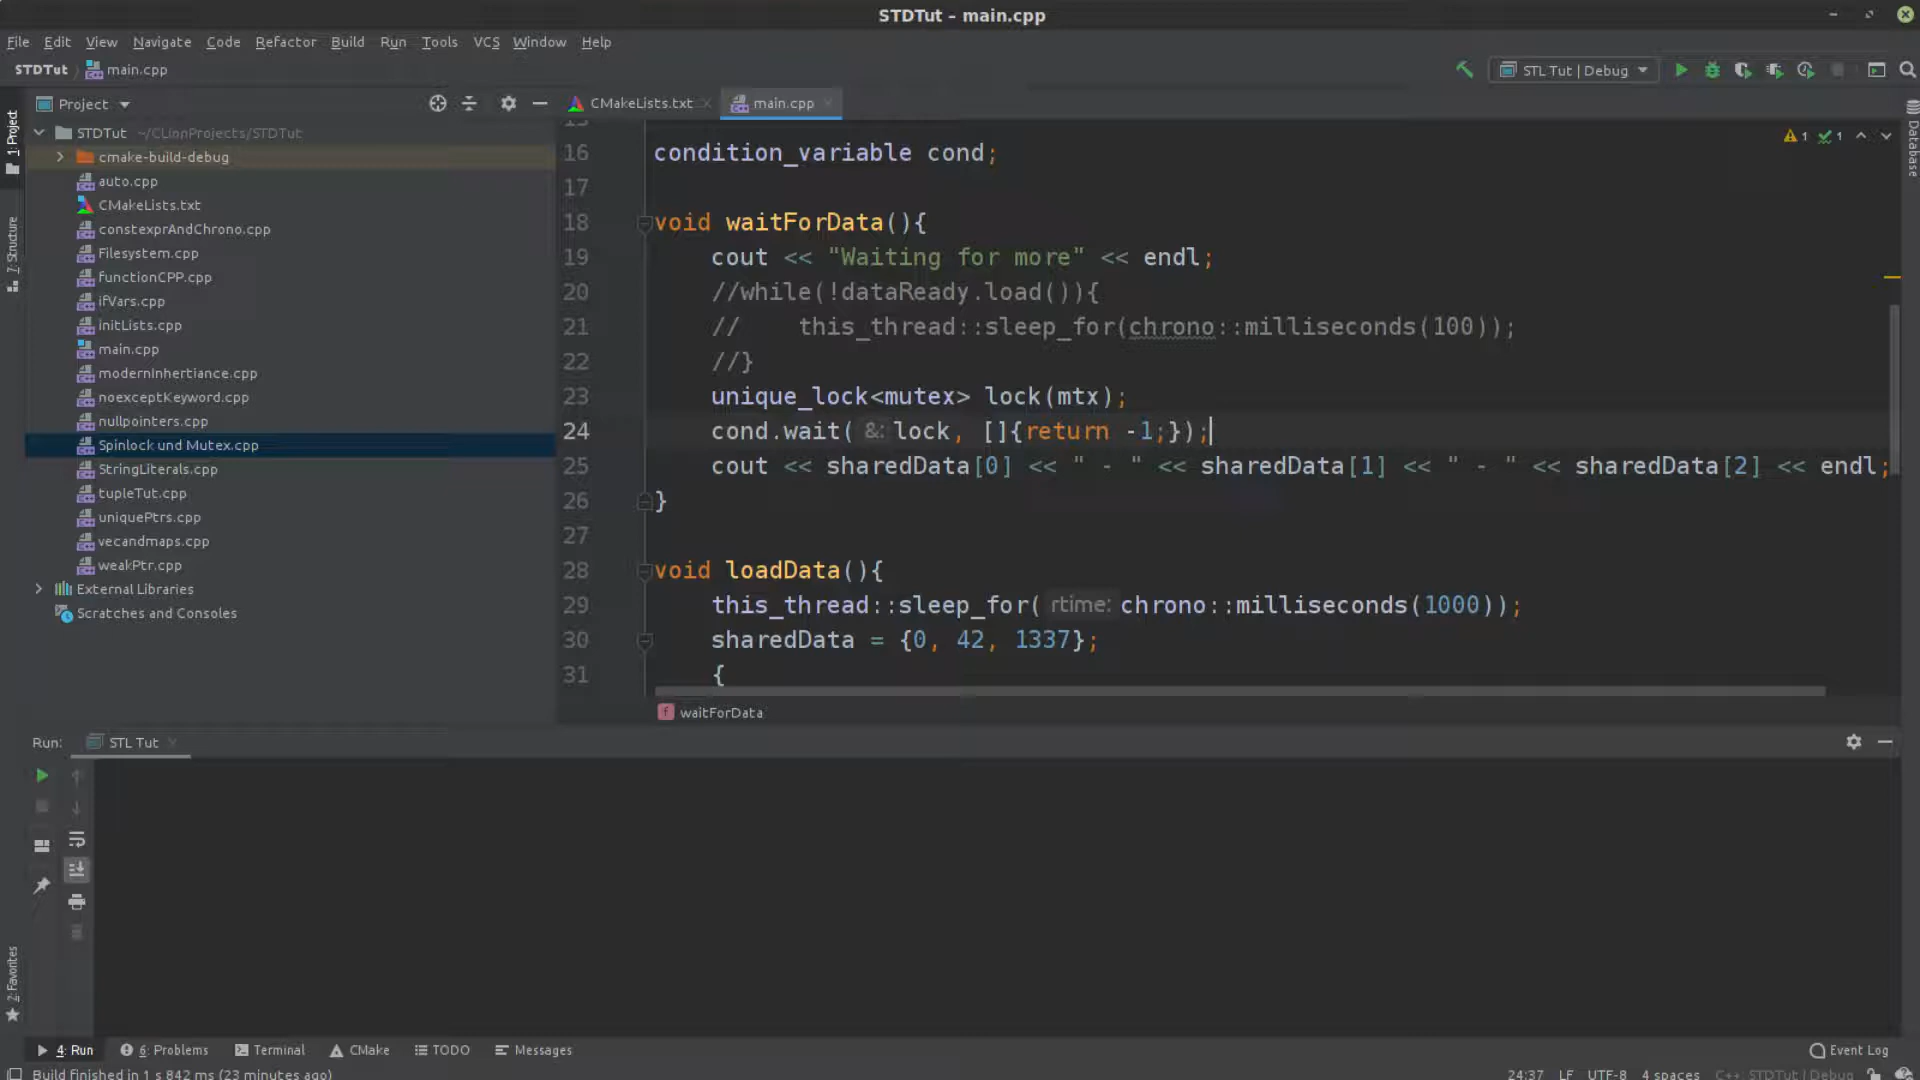 STDTut – main.cpp
File Edit View Navigate Code Refactor Build Run Tools VCS Window Help
STDTut main.cpp
STL Tut | Debug
Project
CMakeLists.txt
main.cpp
1: Project
7: Structure
2: Favorites
Database
STDTut ~/CLionProjects/STDTut
cmake-build-debug
auto.cpp
CMakeLists.txt
constexprAndChrono.cpp
Filesystem.cpp
functionCPP.cpp
ifVars.cpp
initLists.cpp
main.cpp
modernInhertiance.cpp
noexceptKeyword.cpp
nullpointers.cpp
Spinlock und Mutex.cpp
StringLiterals.cpp
tupleTut.cpp
uniquePtrs.cpp
vecandmaps.cpp
weakPtr.cpp
External Libraries
Scratches and Consoles
1 1
15
16 condition_variable cond;
17
18 void waitForData(){
19 cout << "Waiting for more" << endl;
20 //while(!dataReady.load()){
21 // this_thread::sleep_for(chrono::milliseconds(100));
22 //}
23 unique_lock<mutex> lock(mtx);
24 cond.wait( &: lock, []{return -1;});
25 cout << sharedData[0] << " - " << sharedData[1] << " - " << sharedData[2] << endl;
26 }
27
28 void loadData(){
29 this_thread::sleep_for( rtime: chrono::milliseconds(1000));
30 sharedData = {0, 42, 1337};
31 {
f waitForData
Run: STL Tut
4: Run 6: Problems Terminal CMake TODO Messages Event Log
Build finished in 1 s 842 ms (23 minutes ago)
24:37 LF UTF-8 4 spaces C++: STDTut | Debug